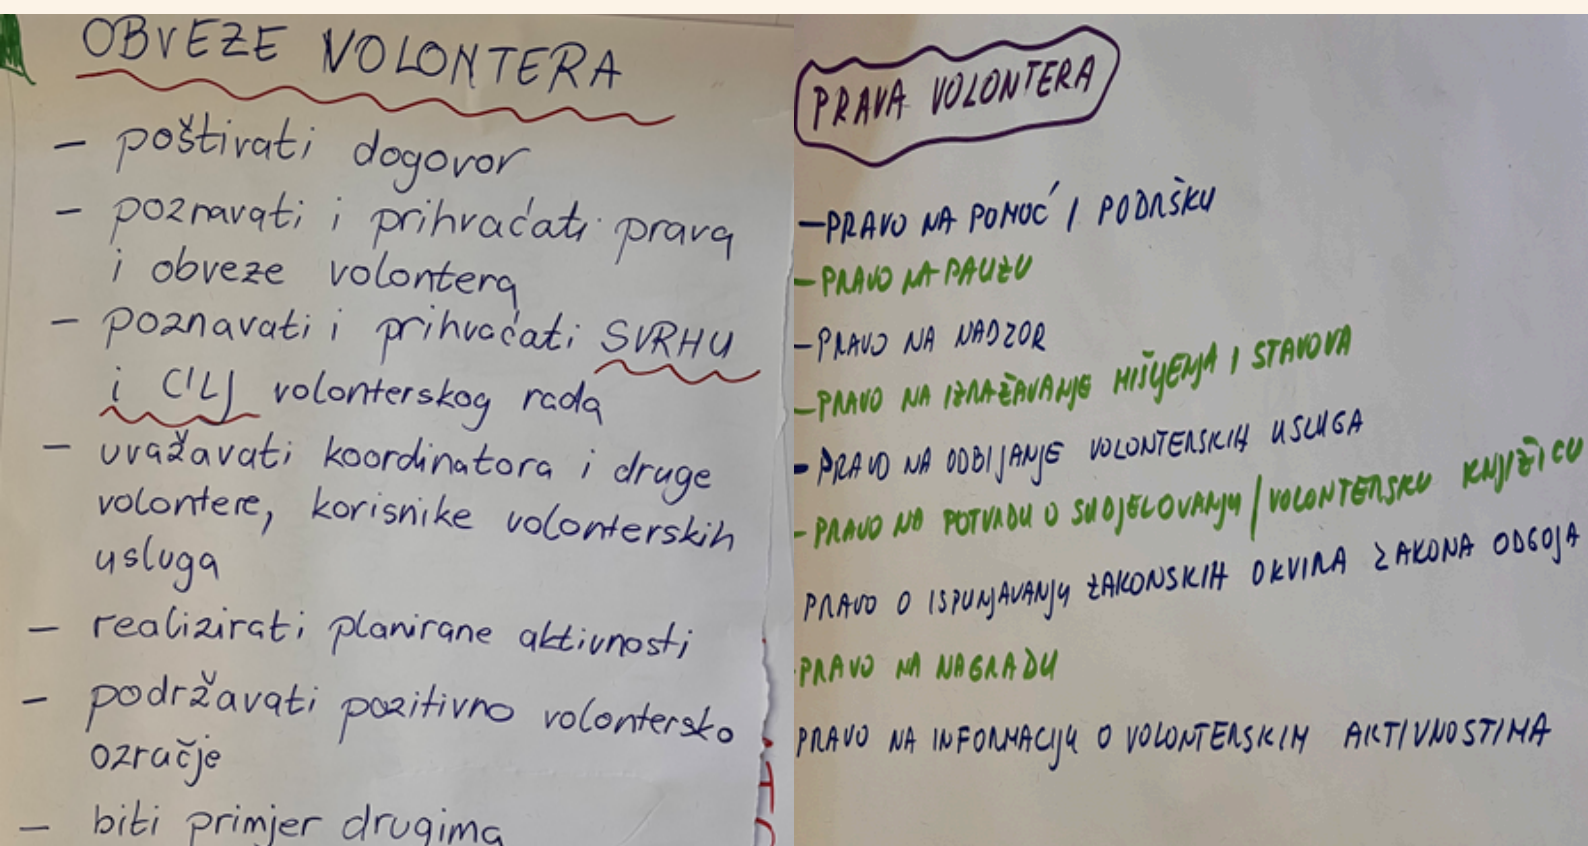 OBVEZE VOLONTERA
- poštivati dogovor
- poznavati i prihvaćati prava
i obveze volontera
- poznavati i prihvaćati SVRHU
i CILJ volonterskog rada
- uvažavati koordinatora i druge
volontere, korisnike volonterskih
usluga
- realizirati planirane aktivnosti
- podržavati pozitivno volontersko
ozračje
- biti primjer drugima
PRAVA VOLONTERA
- PRAVO NA POMOĆ I PODRŠKU
- PRAVO NA PAUZU
- PRAVO NA NADZOR
- PRAVO NA IZRAŽAVANJE MIŠLJENJA I STAVOVA
- PRAVO NA ODBIJANJE VOLONTERSKIH USLUGA
- PRAVO NA POTVRDU O SUDJELOVANJU / VOLONTERSKU KNJIŽICU
PRAVO O ISPUNJAVANJU ZAKONSKIH OKVIRA ZAKONA ODGOJA
- PRAVO NA NAGRADU
PRAVO NA INFORMACIJU O VOLONTERSKIM AKTIVNOSTIMA